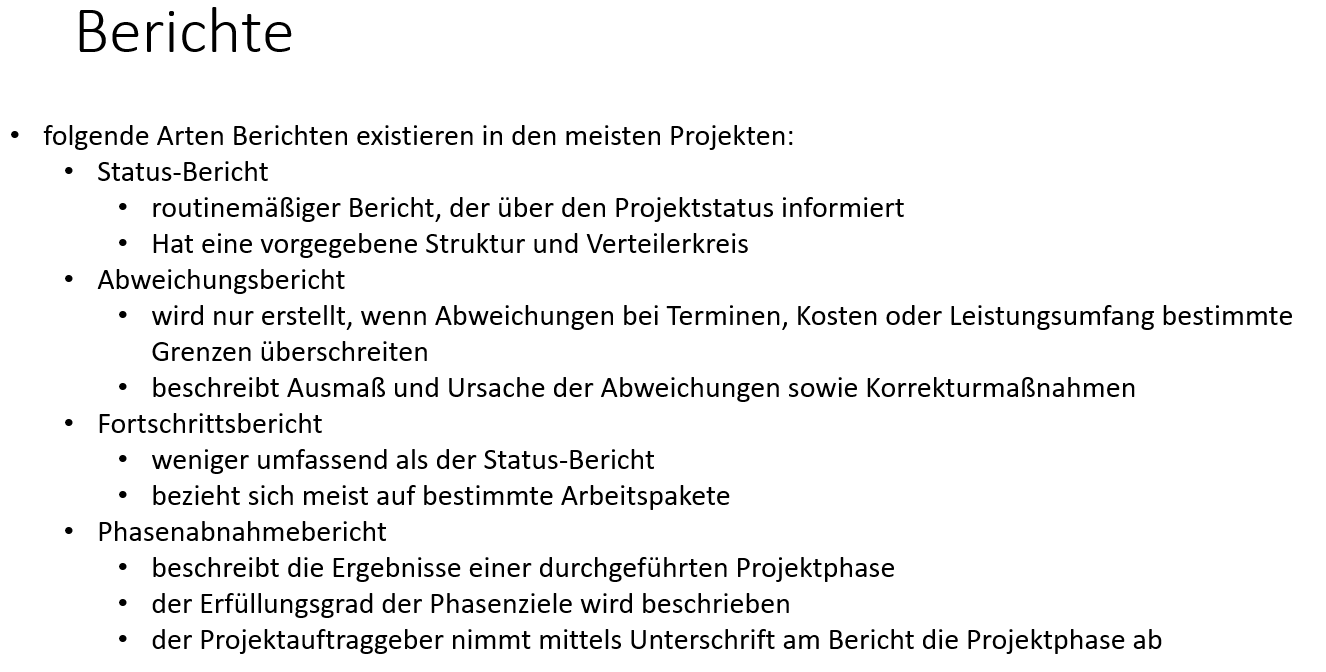 Berichte
• folgende Arten Berichten existieren in den meisten Projekten:
• Status-Bericht
• routinemäßiger Bericht, der über den Projektstatus informiert
• Hat eine vorgegebene Struktur und Verteilerkreis
• Abweichungsbericht
• wird nur erstellt, wenn Abweichungen bei Terminen, Kosten oder Leistungsumfang bestimmte
Grenzen überschreiten
• beschreibt Ausmaß und Ursache der Abweichungen sowie Korrekturmaßnahmen
• Fortschrittsbericht
• weniger umfassend als der Status-Bericht
• bezieht sich meist auf bestimmte Arbeitspakete
• Phasenabnahmebericht
• beschreibt die Ergebnisse einer durchgeführten Projektphase
• der Erfüllungsgrad der Phasenziele wird beschrieben
• der Projektauftraggeber nimmt mittels Unterschrift am Bericht die Projektphase ab